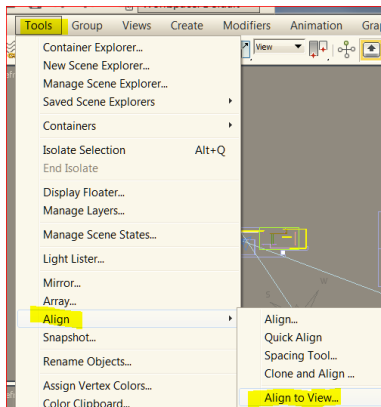 Tools Group Views Create Modifiers Animation
View
Container Explorer...
New Scene Explorer...
Manage Scene Explorer...
Saved Scene Explorers
Containers
Isolate Selection Alt+Q
End Isolate
Display Floater...
Manage Layers...
Manage Scene States...
Light Lister...
Mirror...
Array...
Align
Snapshot...
Rename Objects...
Assign Vertex Colors...
Color Clipboard...
Align...
Quick Align
Spacing Tool...
Clone and Align ...
Align to View...